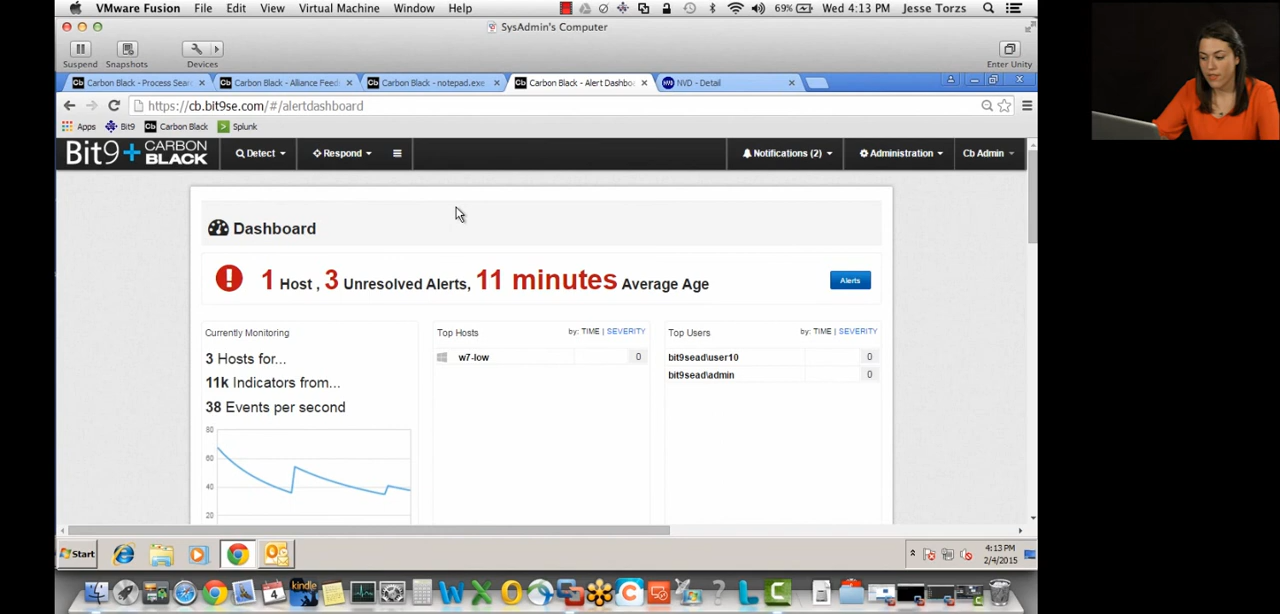 VMware Fusion File Edit View Virtual Machine Window Help 69% Wed 4:13 PM Jesse Torzs
SysAdmin's Computer
Suspend Snapshots Devices Enter Unity
Carbon Black - Process Sear Carbon Black - Alliance Feed Carbon Black - notepad.exe Carbon Black - Alert Dashbo NVD - Detail
https://cb.bit9se.com/#/alertdashboard
Apps Bit9 Carbon Black Splunk
Bit9 + CARBON BLACK Detect Respond Notifications (2) Administration Cb Admin
Dashboard
1 Host , 3 Unresolved Alerts, 11 minutes Average Age Alerts
Currently Monitoring
3 Hosts for...
11k Indicators from...
38 Events per second
80
60
40
20
Top Hosts by: TIME | SEVERITY
w7-low 0
Top Users by: TIME | SEVERITY
bit9sead\user10 0
bit9sead\admin 0
Start
4:13 PM
2/4/2015